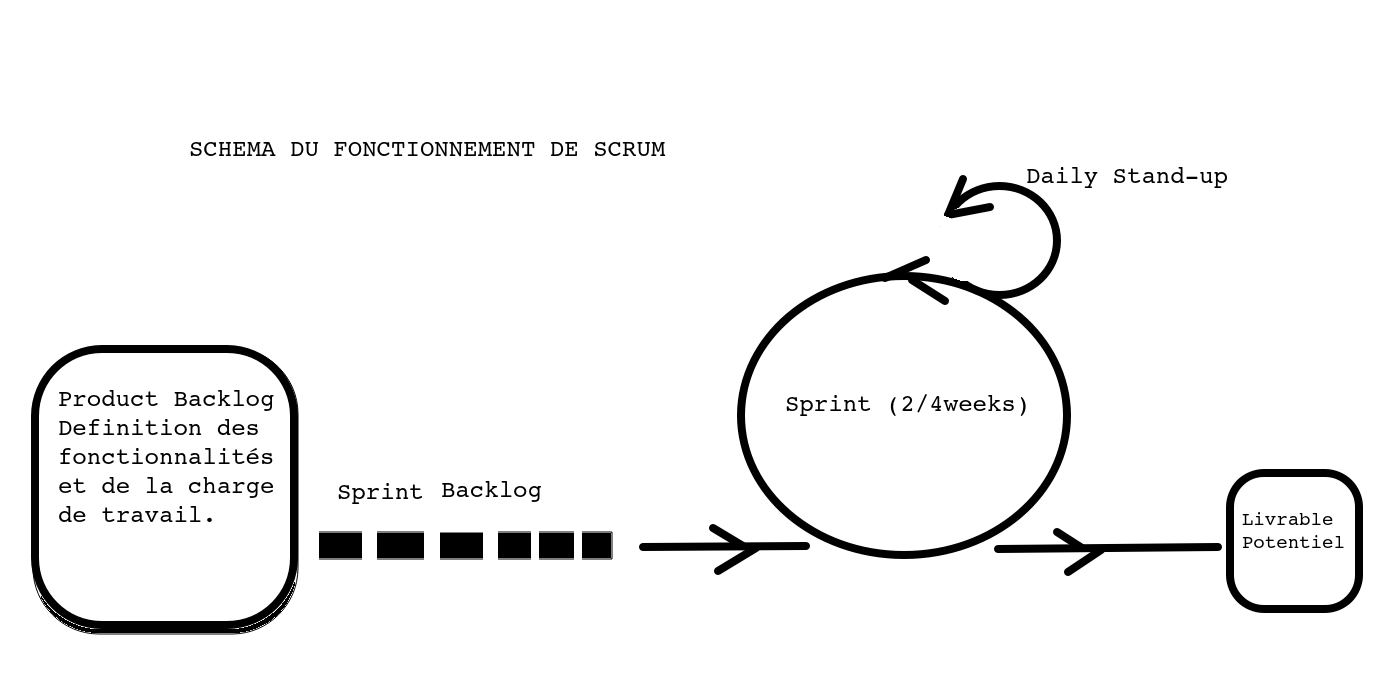 SCHEMA DU FONCTIONNEMENT DE SCRUM
Daily Stand-up
Product Backlog
Definition des
fonctionnalités
et de la charge
de travail.
Sprint Backlog
Sprint (2/4weeks)
Livrable
Potentiel